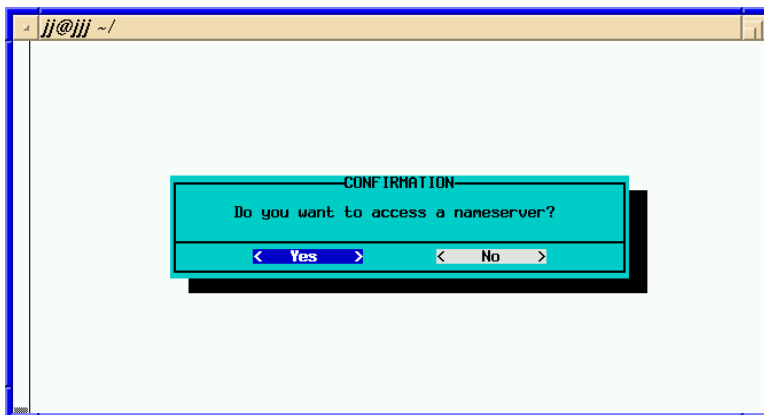 jj@jjj ~/
CONFIRMATION
Do you want to access a nameserver?
< Yes > < No >